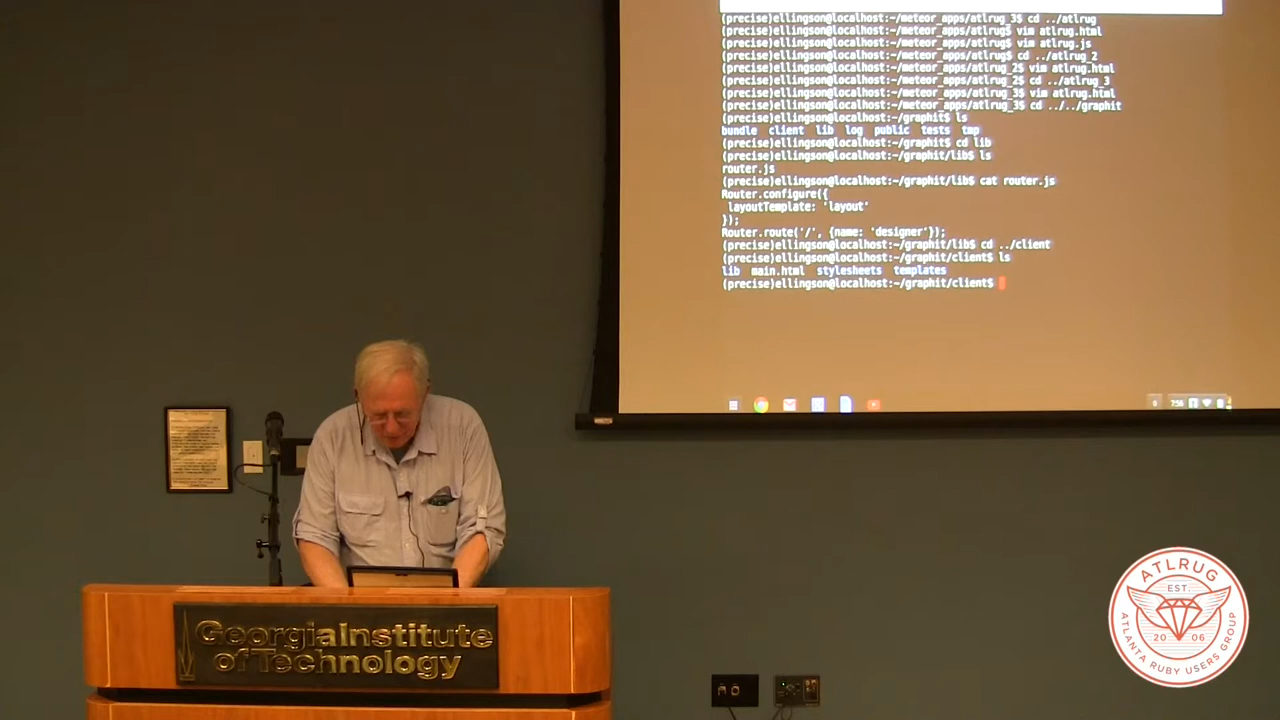 (precise)ellingson@localhost:~/meteor_apps/atlrug_3$ cd ../atlrug
(precise)ellingson@localhost:~/meteor_apps/atlrug$ vim atlrug.html
(precise)ellingson@localhost:~/meteor_apps/atlrug$ vim atlrug.js
(precise)ellingson@localhost:~/meteor_apps/atlrug$ cd ../atlrug_2
(precise)ellingson@localhost:~/meteor_apps/atlrug_2$ vim atlrug.html
(precise)ellingson@localhost:~/meteor_apps/atlrug_2$ cd ../atlrug_3
(precise)ellingson@localhost:~/meteor_apps/atlrug_3$ vim atlrug.html
(precise)ellingson@localhost:~/meteor_apps/atlrug_3$ cd ../../graphit
(precise)ellingson@localhost:~/graphit$ ls
bundle client lib log public tests tmp
(precise)ellingson@localhost:~/graphit$ cd lib
(precise)ellingson@localhost:~/graphit/lib$ ls
router.js
(precise)ellingson@localhost:~/graphit/lib$ cat router.js
Router.configure({
layoutTemplate: 'layout'
});
Router.route('/', {name: 'designer'});
(precise)ellingson@localhost:~/graphit/lib$ cd ../client
(precise)ellingson@localhost:~/graphit/client$ ls
lib main.html stylesheets templates
(precise)ellingson@localhost:~/graphit/client$
7:56
Georgia Institute
of Technology
ATLRUG
EST.
20 06
ATLANTA RUBY USERS GROUP